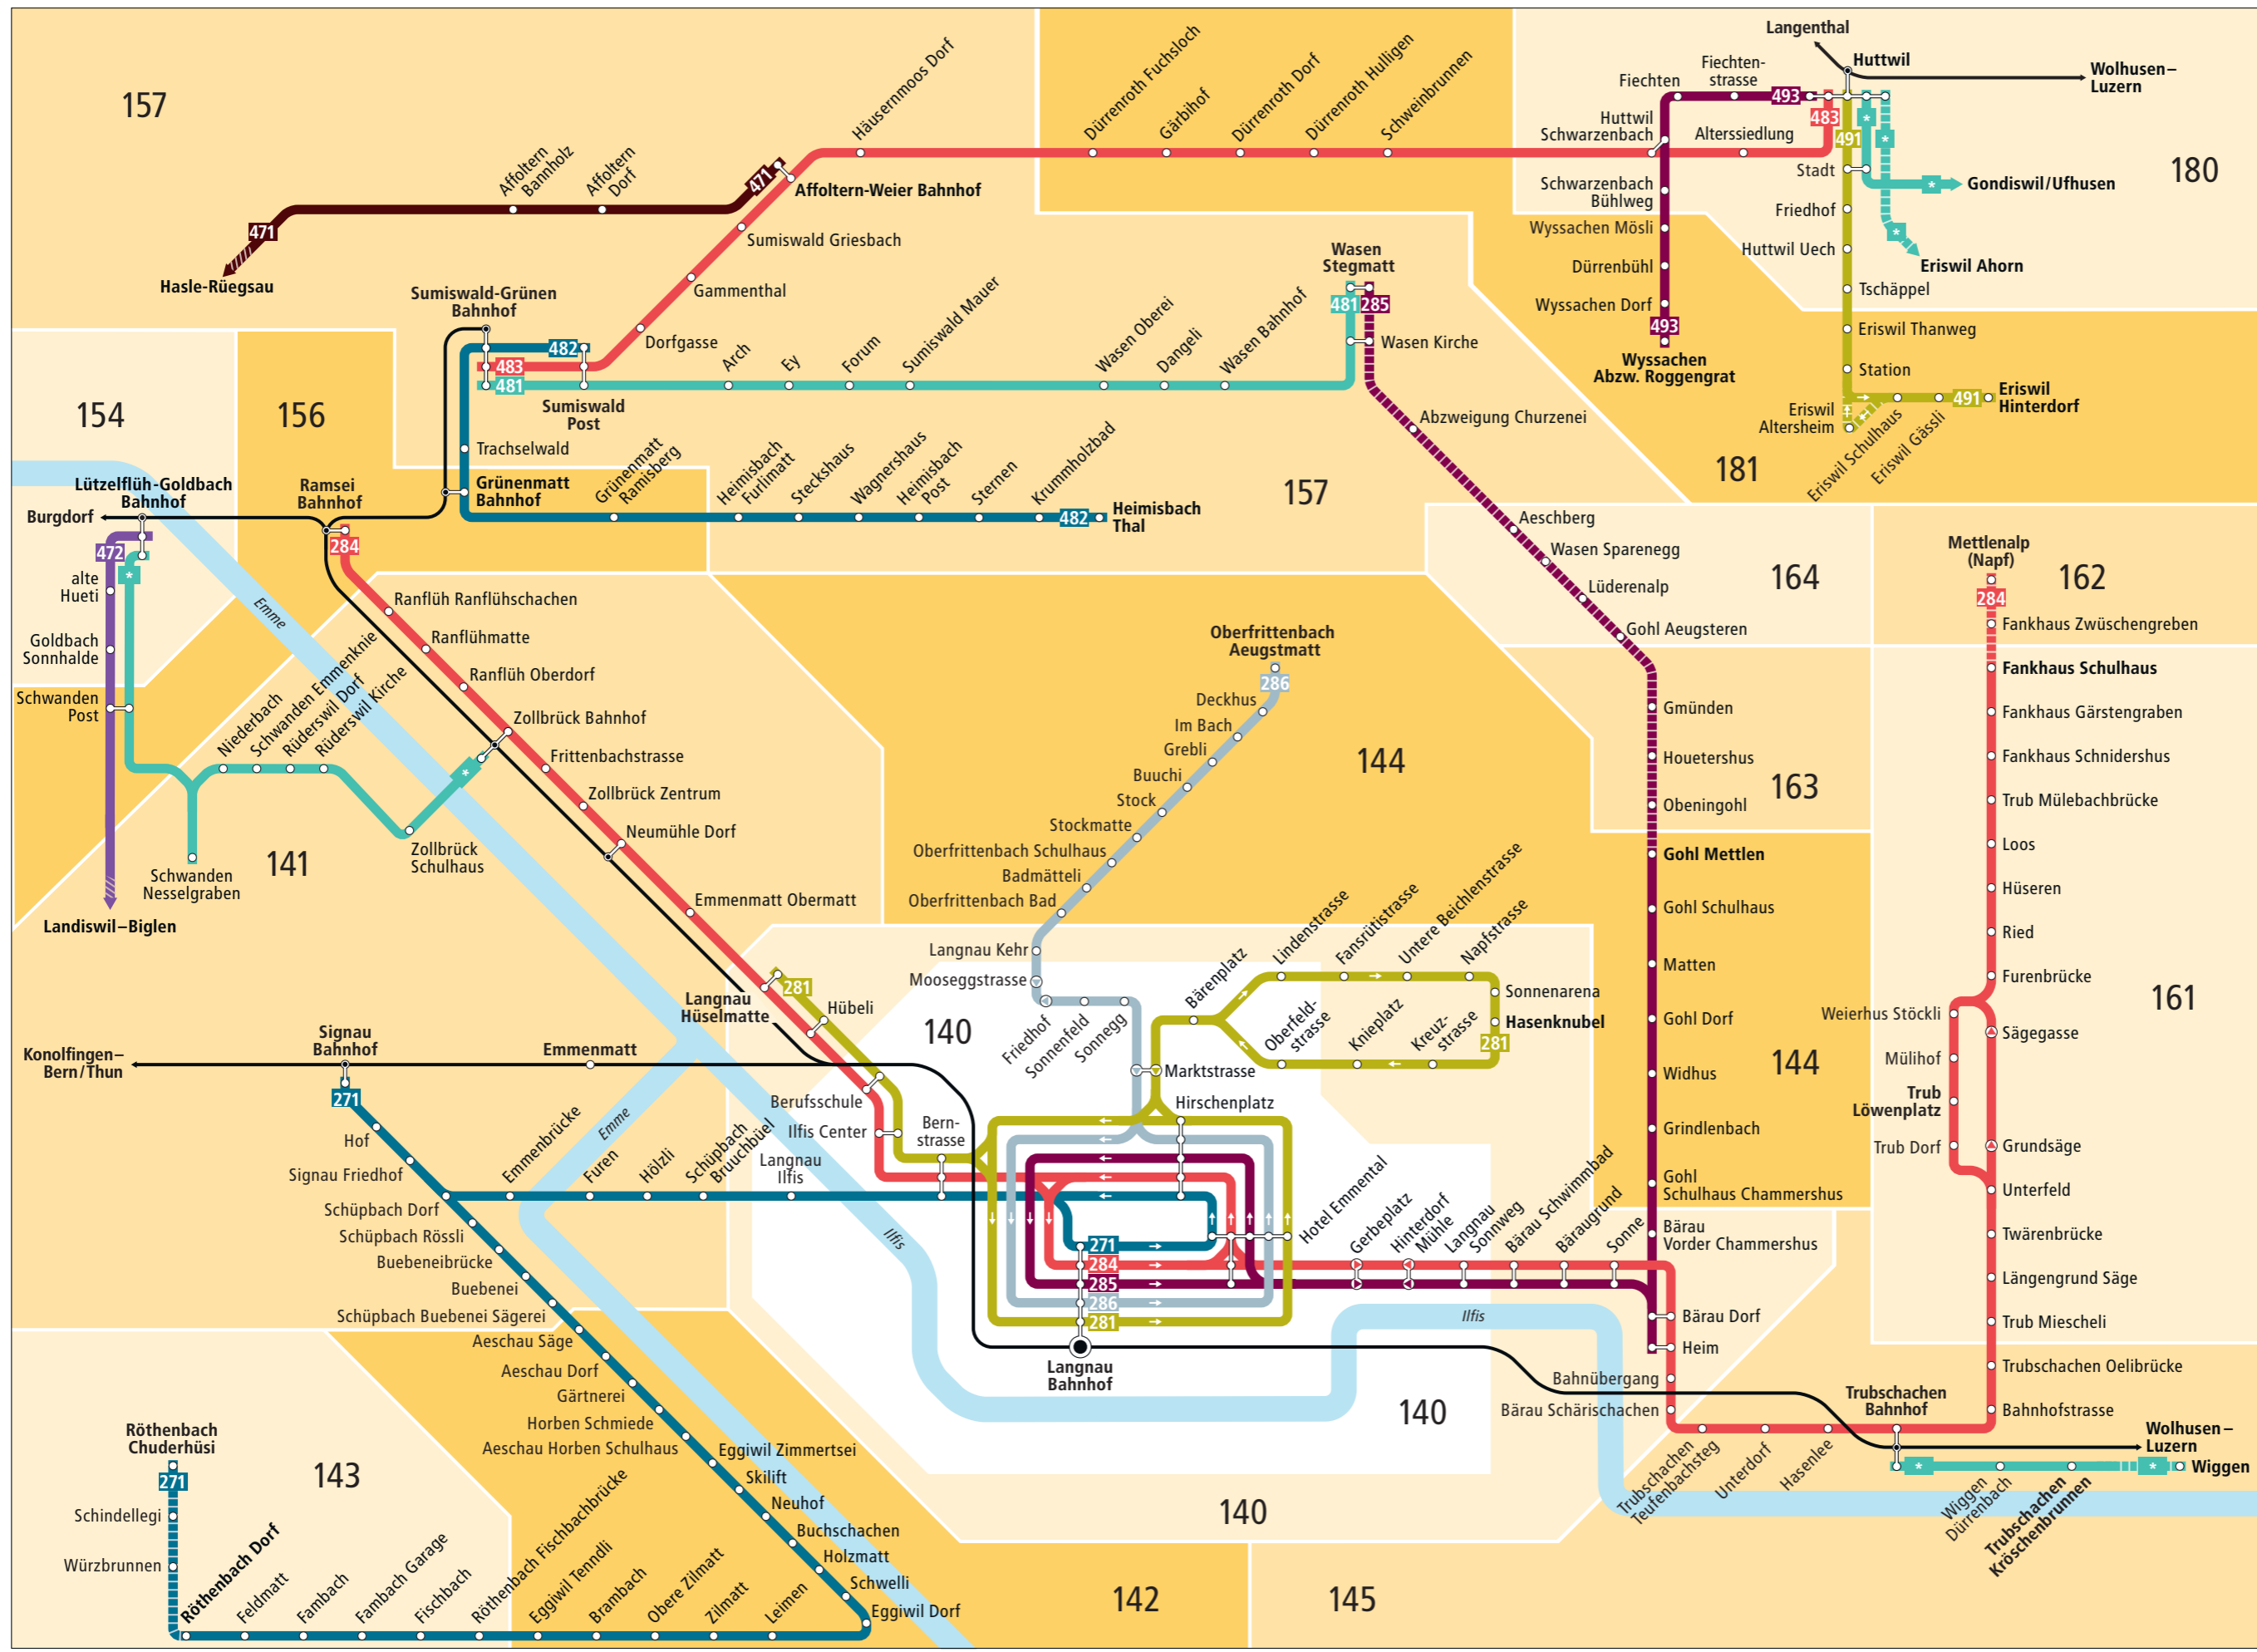 157
Affoltern
Bannholz
Affoltern
Dorf
471
471
Hasle-Rüegsau
Häusernmoos Dorf
Affoltern-Weier Bahnhof
Sumiswald Griesbach
Gammenthal
Dorfgasse
Dürrenroth Fuchsloch
Gärbihof
Dürrenroth Dorf
Dürrenroth Hulligen
Schweinbrunnen
Langenthal
Huttwil
Wolhusen–
Luzern
Fiechten
Fiechten-
strasse
493
483
491
*
*
Huttwil
Schwarzenbach
Alterssiedlung
180
Stadt
*
Gondiswil/Ufhusen
Schwarzenbach
Bühlweg
Friedhof
Wyssachen Mösli
*
Huttwil Uech
Eriswil Ahorn
Dürrenbühl
Tschäppel
Wyssachen Dorf
493
Eriswil Thanweg
Wyssachen
Abzw. Roggengrat
Station
Eriswil
Hinterdorf
491
Eriswil
Altersheim
Eriswil Schulhaus
Eriswil Gässli
181
Sumiswald-Grünen
Bahnhof
482
483
481
Sumiswald
Post
Arch
Ey
Forum
Sumiswald Mauer
Wasen Oberei
Dangeli
Wasen Bahnhof
Wasen
Stegmatt
481
285
Wasen Kirche
Abzweigung Churzenei
154
156
157
Trachselwald
Grünenmatt
Bahnhof
Grünenmatt
Ramisberg
Heimisbach
Furlimatt
Steckshaus
Wagnershaus
Heimisbach
Post
Sternen
Krummholzbad
482
Heimisbach
Thal
Lützelflüh-Goldbach
Bahnhof
Ramsei
Bahnhof
Burgdorf
472
284
*
alte
Hueti
Goldbach
Sonnhalde
Schwanden
Post
Emme
Ranflüh Ranflühschachen
Ranflühmatte
Ranflüh Oberdorf
Zollbrück Bahnhof
Frittenbachstrasse
Zollbrück Zentrum
Neumühle Dorf
Emmenmatt Obermatt
Niederbach
Schwanden Emmenknie
Rüderswil Dorf
Rüderswil Kirche
*
Zollbrück
Schulhaus
141
Schwanden
Nesselgraben
Landiswil–Biglen
Aeschberg
Wasen Sparenegg
Lüderenalp
Gohl Aeugsteren
164
Mettlenalp
(Napf)
162
284
Fankhaus Zwüschengreben
Fankhaus Schulhaus
Fankhaus Gärstengraben
Fankhaus Schnidershus
Trub Mülebachbrücke
Loos
Hüseren
Ried
Furenbrücke
Weierhus Stöckli
Sägegasse
161
Mülihof
Trub
Löwenplatz
Trub Dorf
Grundsäge
Unterfeld
Twärenbrücke
Längengrund Säge
Trub Miescheli
Trubschachen Oelibrücke
Bahnhofstrasse
Oberfrittenbach
Aeugstmatt
286
Deckhus
Im Bach
Grebli
Buuchi
Stock
Stockmatte
Oberfrittenbach Schulhaus
Badmätteli
Oberfrittenbach Bad
Langnau Kehr
Mooseggstrasse
Friedhof
Sonnenfeld
Sonnegg
144
Gmünden
Houetershus
163
Obeningohl
Gohl Mettlen
Gohl Schulhaus
Matten
Gohl Dorf
Widhus
144
Grindlenbach
Gohl
Schulhaus Chammershus
Bärau
Vorder Chammershus
Bärau Dorf
Heim
Bahnübergang
Bärau Schärischachen
Bärenplatz
Lindenstrasse
Fansrütistrasse
Untere Beichlenstrasse
Napfstrasse
Sonnenarena
Hasenknubel
281
Oberfeld-
strasse
Knieplatz
Kreuz-
strasse
Marktstrasse
Hirschenplatz
140
281
Langnau
Hüselmatte
Hübeli
Berufsschule
Ilfis Center
Bern-
strasse
Langnau
Ilfis
Signau
Bahnhof
Konolfingen–
Bern/Thun
Emmenmatt
271
Hof
Signau Friedhof
Schüpbach Dorf
Schüpbach Rössli
Buebeneibrücke
Buebenei
Schüpbach Buebenei Sägerei
Aeschau Säge
Aeschau Dorf
Gärtnerei
Horben Schmiede
Aeschau Horben Schulhaus
Emmenbrücke
Furen
Hölzli
Schüpbach
Bruuchbüel
Emme
Ilfis
271
284
285
286
281
Langnau
Bahnhof
Hotel Emmental
Gerbeplatz
Hinterdorf
Mühle
Langnau
Sonnweg
Bärau Schwimmbad
Bäraugrund
Sonne
Ilfis
140
140
Trubschachen
Bahnhof
Trubschachen
Teufenbachsteg
Unterdorf
Hasenlee
Wolhusen–
Luzern
*
*
Wiggen
Wiggen
Dürrenbach
Trubschachen
Kröschenbrunnen
Röthenbach
Chuderhüsi
143
271
Schindellegi
Würzbrunnen
Röthenbach Dorf
Feldmatt
Fambach
Fambach Garage
Fischbach
Röthenbach Fischbachbrücke
Eggiwil Tenndli
Brambach
Obere Zilmatt
Zilmatt
Leimen
Eggiwil Zimmertsei
Skilift
Neuhof
Buchschachen
Holzmatt
Schwelli
Eggiwil Dorf
142
145